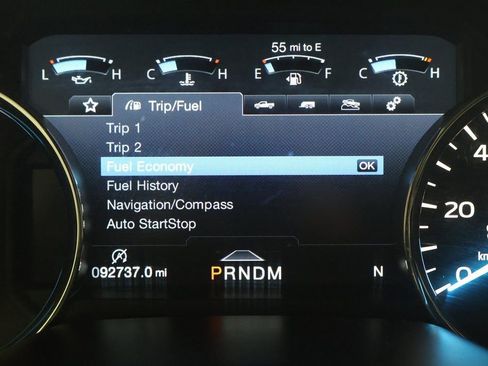 55 mi to E
L H C H E F C H
Trip/Fuel
Trip 1
Trip 2
Fuel Economy OK
Fuel History
Navigation/Compass
Auto StartStop
092737.0 mi PRNDM N
20
0